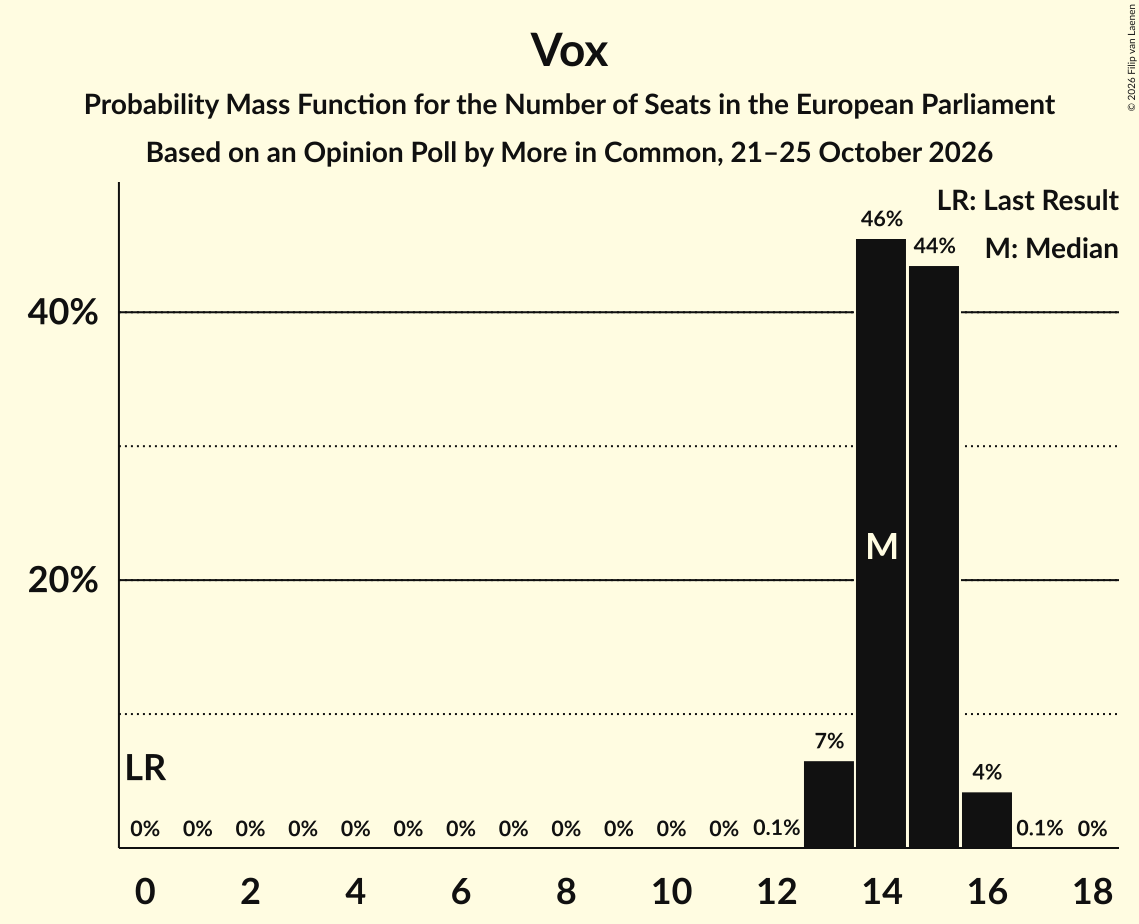 Vox
Probability Mass Function for the Number of Seats in the European Parliament
Based on an Opinion Poll by More in Common, 21–25 October 2026
© 2026 Filip van Laenen
LR: Last Result
M: Median
46%
44%
40%
M
20%
7%
4%
LR
0% 0% 0% 0% 0% 0% 0% 0% 0% 0% 0% 0% 0.1% 0.1% 0%
0 2 4 6 8 10 12 14 16 18